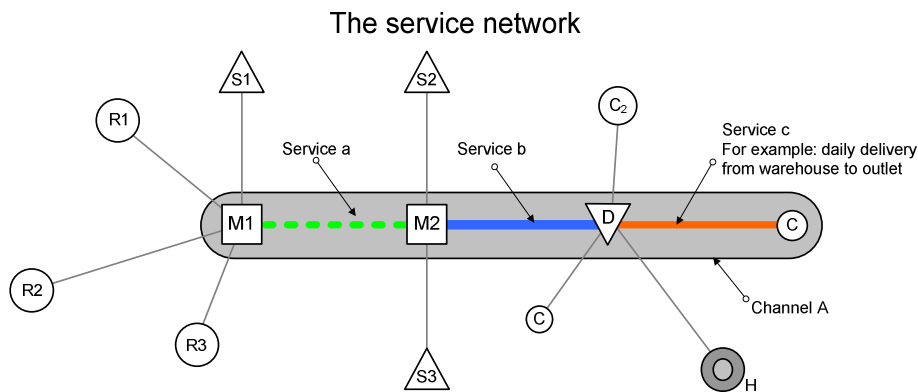 The service network
S1
S2
R1
C2
Service a
Service b
Service c
For example: daily delivery
from warehouse to outlet
M1
M2
D
C
R2
Channel A
C
R3
S3
H